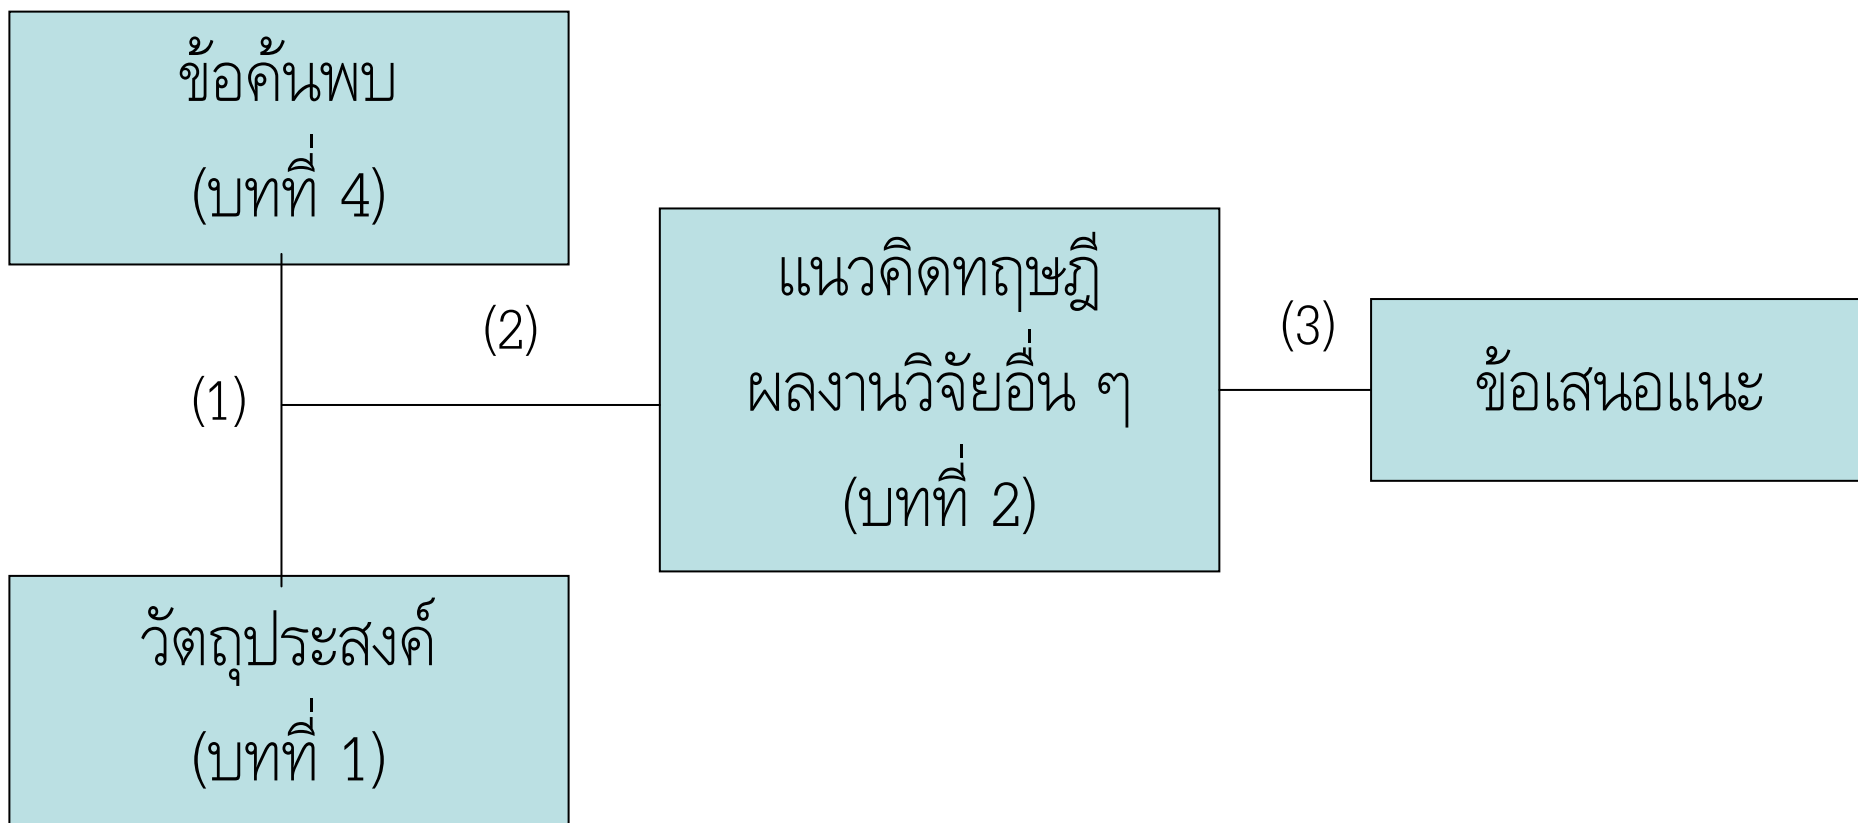 ข้อค้นพบ
(บทที่ 4)
(2)
(1)
แนวคิดทฤษฎี
ผลงานวิจัยอื่น ๆ
(บทที่ 2)
(3)
ข้อเสนอแนะ
วัตถุประสงค์
(บทที่ 1)